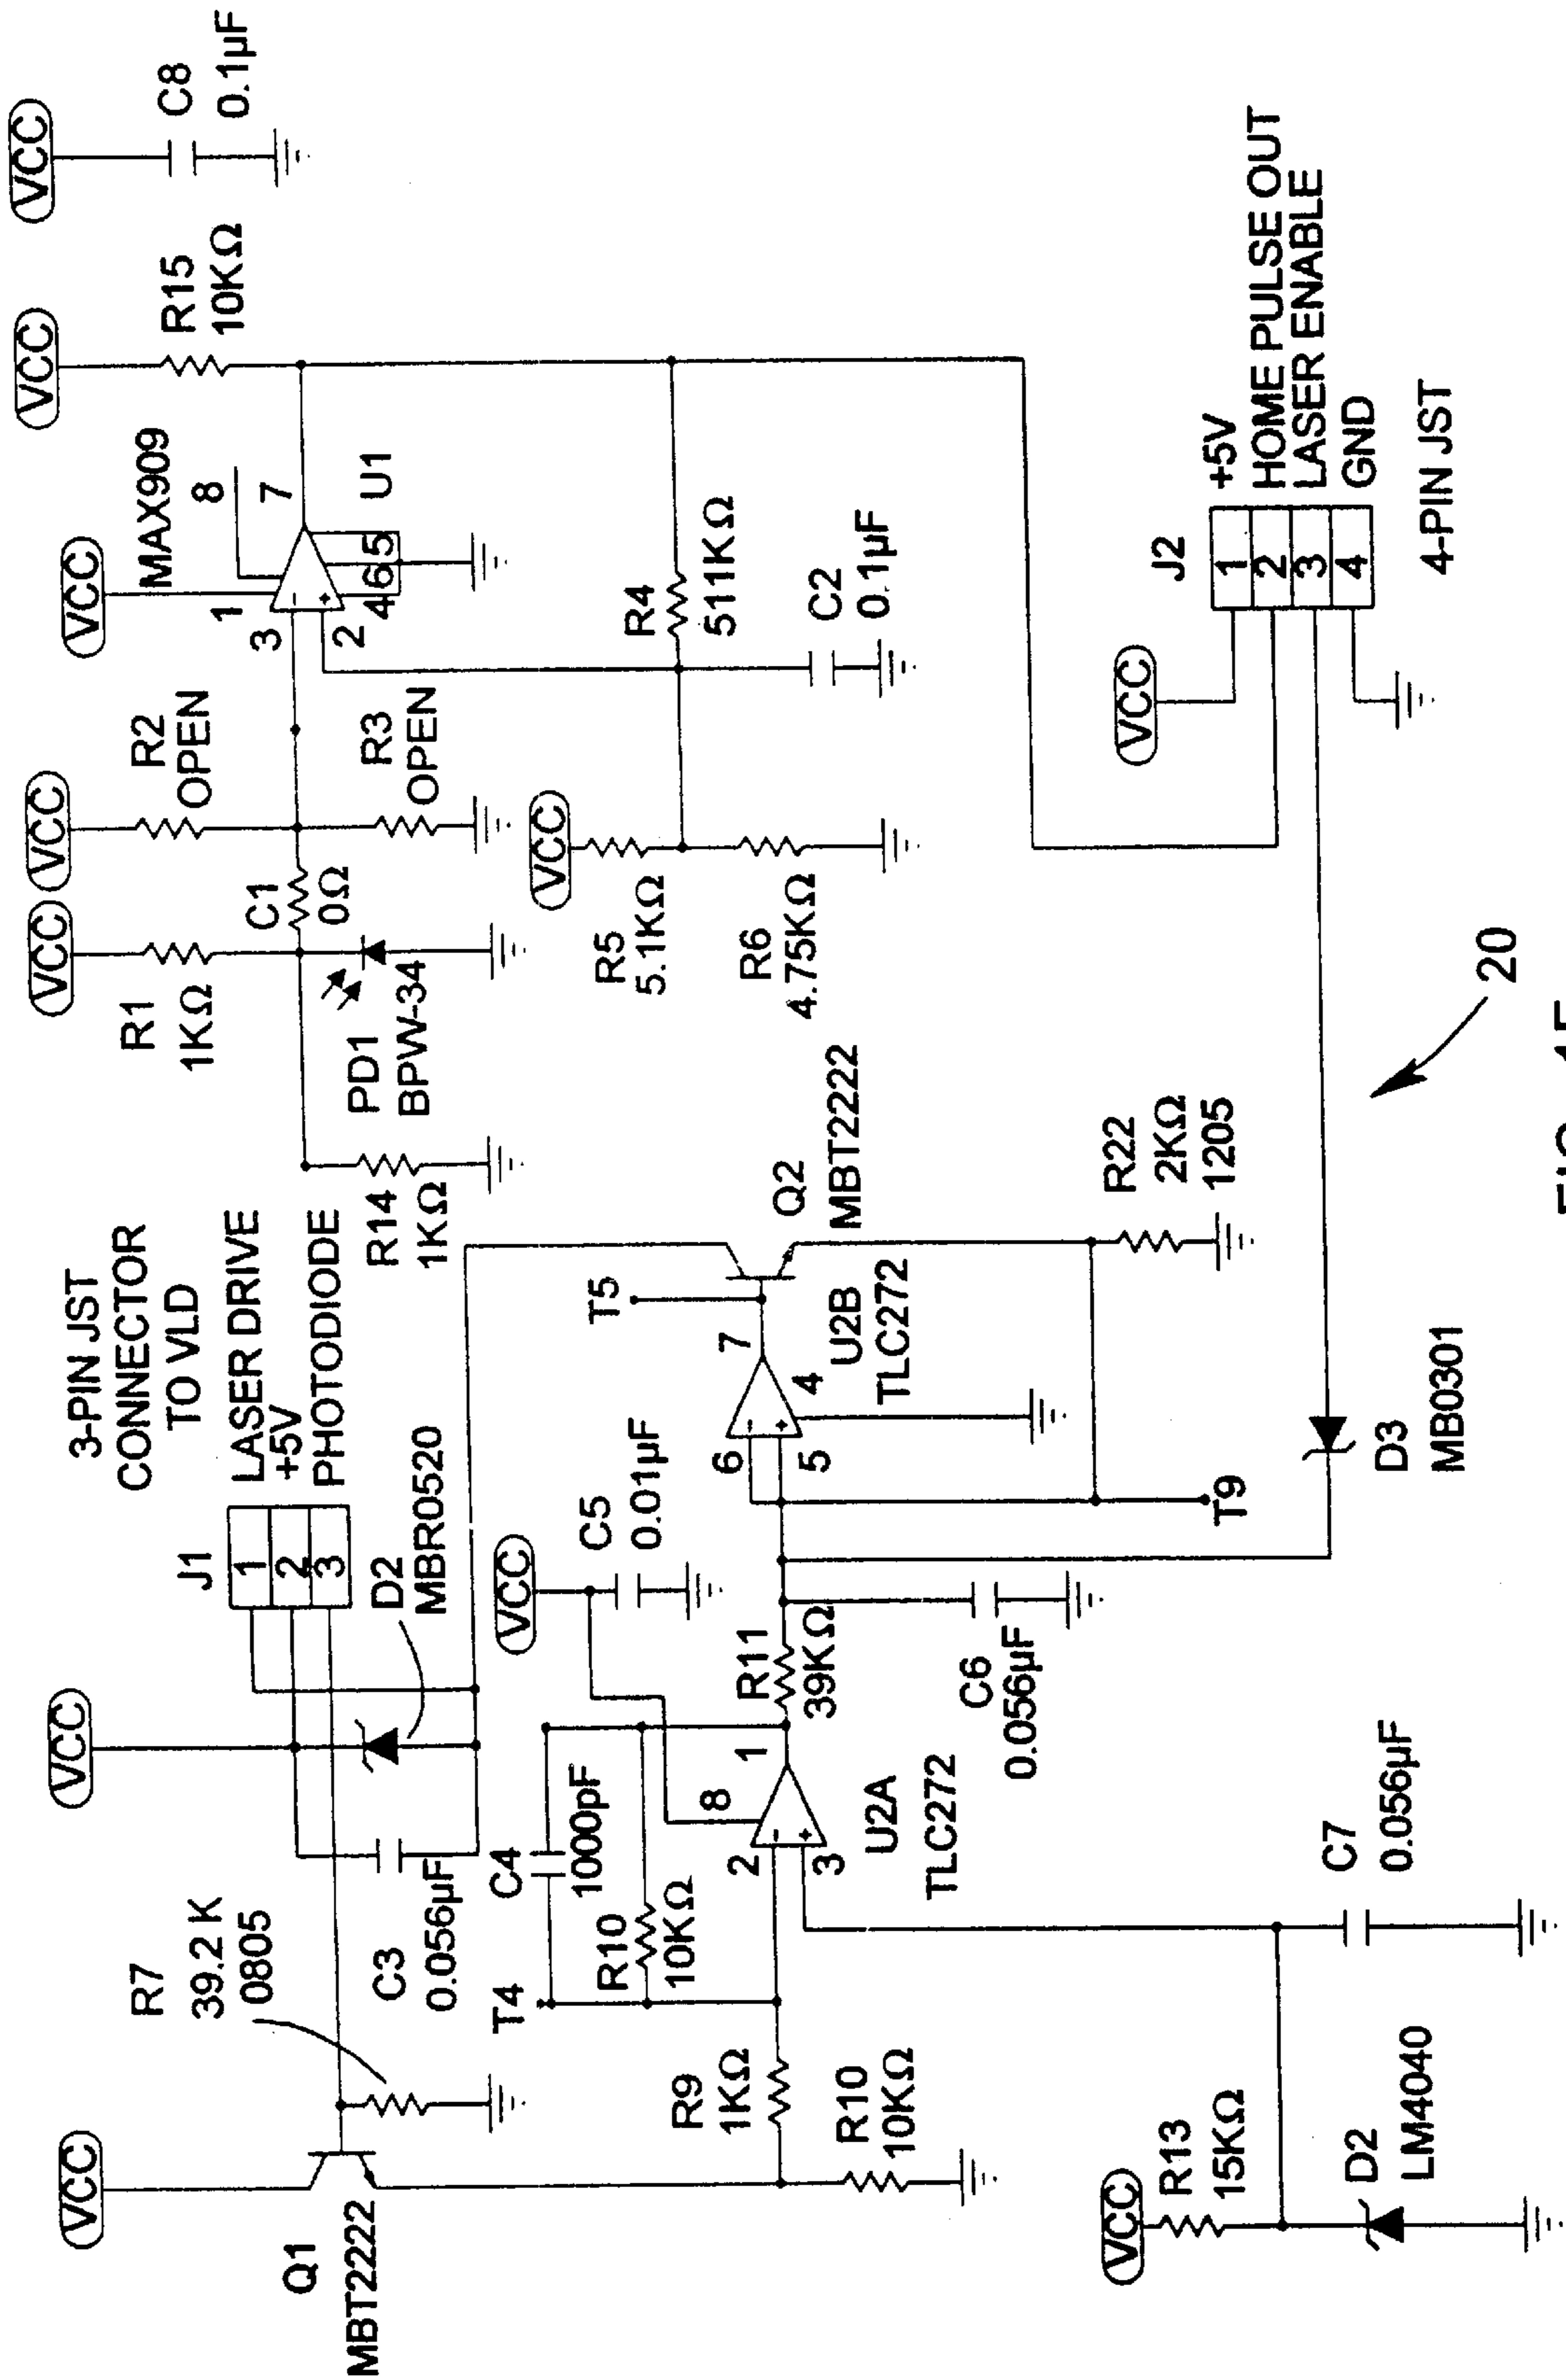 VCC
Q1
MBT2222
R7
39.2 K
0805
VCC
C3
0.056µF
D2
MBR0520
J1
1
2
3
3-PIN JST
CONNECTOR
TO VLD
LASER DRIVE
+5V
PHOTODIODE
R14
1KΩ
VCC
R1
1KΩ
PD1
BPW-34
C1
0Ω
VCC
R2
OPEN
R3
OPEN
VCC
MAX909
1
8
3
2
7
4
6
5
U1
VCC
R15
10KΩ
VCC
C8
0.1µF
VCC
R5
5.1KΩ
R6
4.75KΩ
R4
511KΩ
C2
0.1µF
T4
C4
1000pF
R10
10KΩ
R9
1KΩ
R10
10KΩ
2
3
8
1
U2A
TLC272
VCC
C5
0.01µF
R11
39KΩ
C6
0.056µF
6
5
7
4
U2B
TLC272
T5
Q2
MBT2222
R22
2KΩ
1205
T9
D3
MB0301
VCC
R13
15KΩ
D2
LM4040
C7
0.056µF
VCC
J2
1
2
3
4
+5V
HOME PULSE OUT
LASER ENABLE
GND
4-PIN JST
20